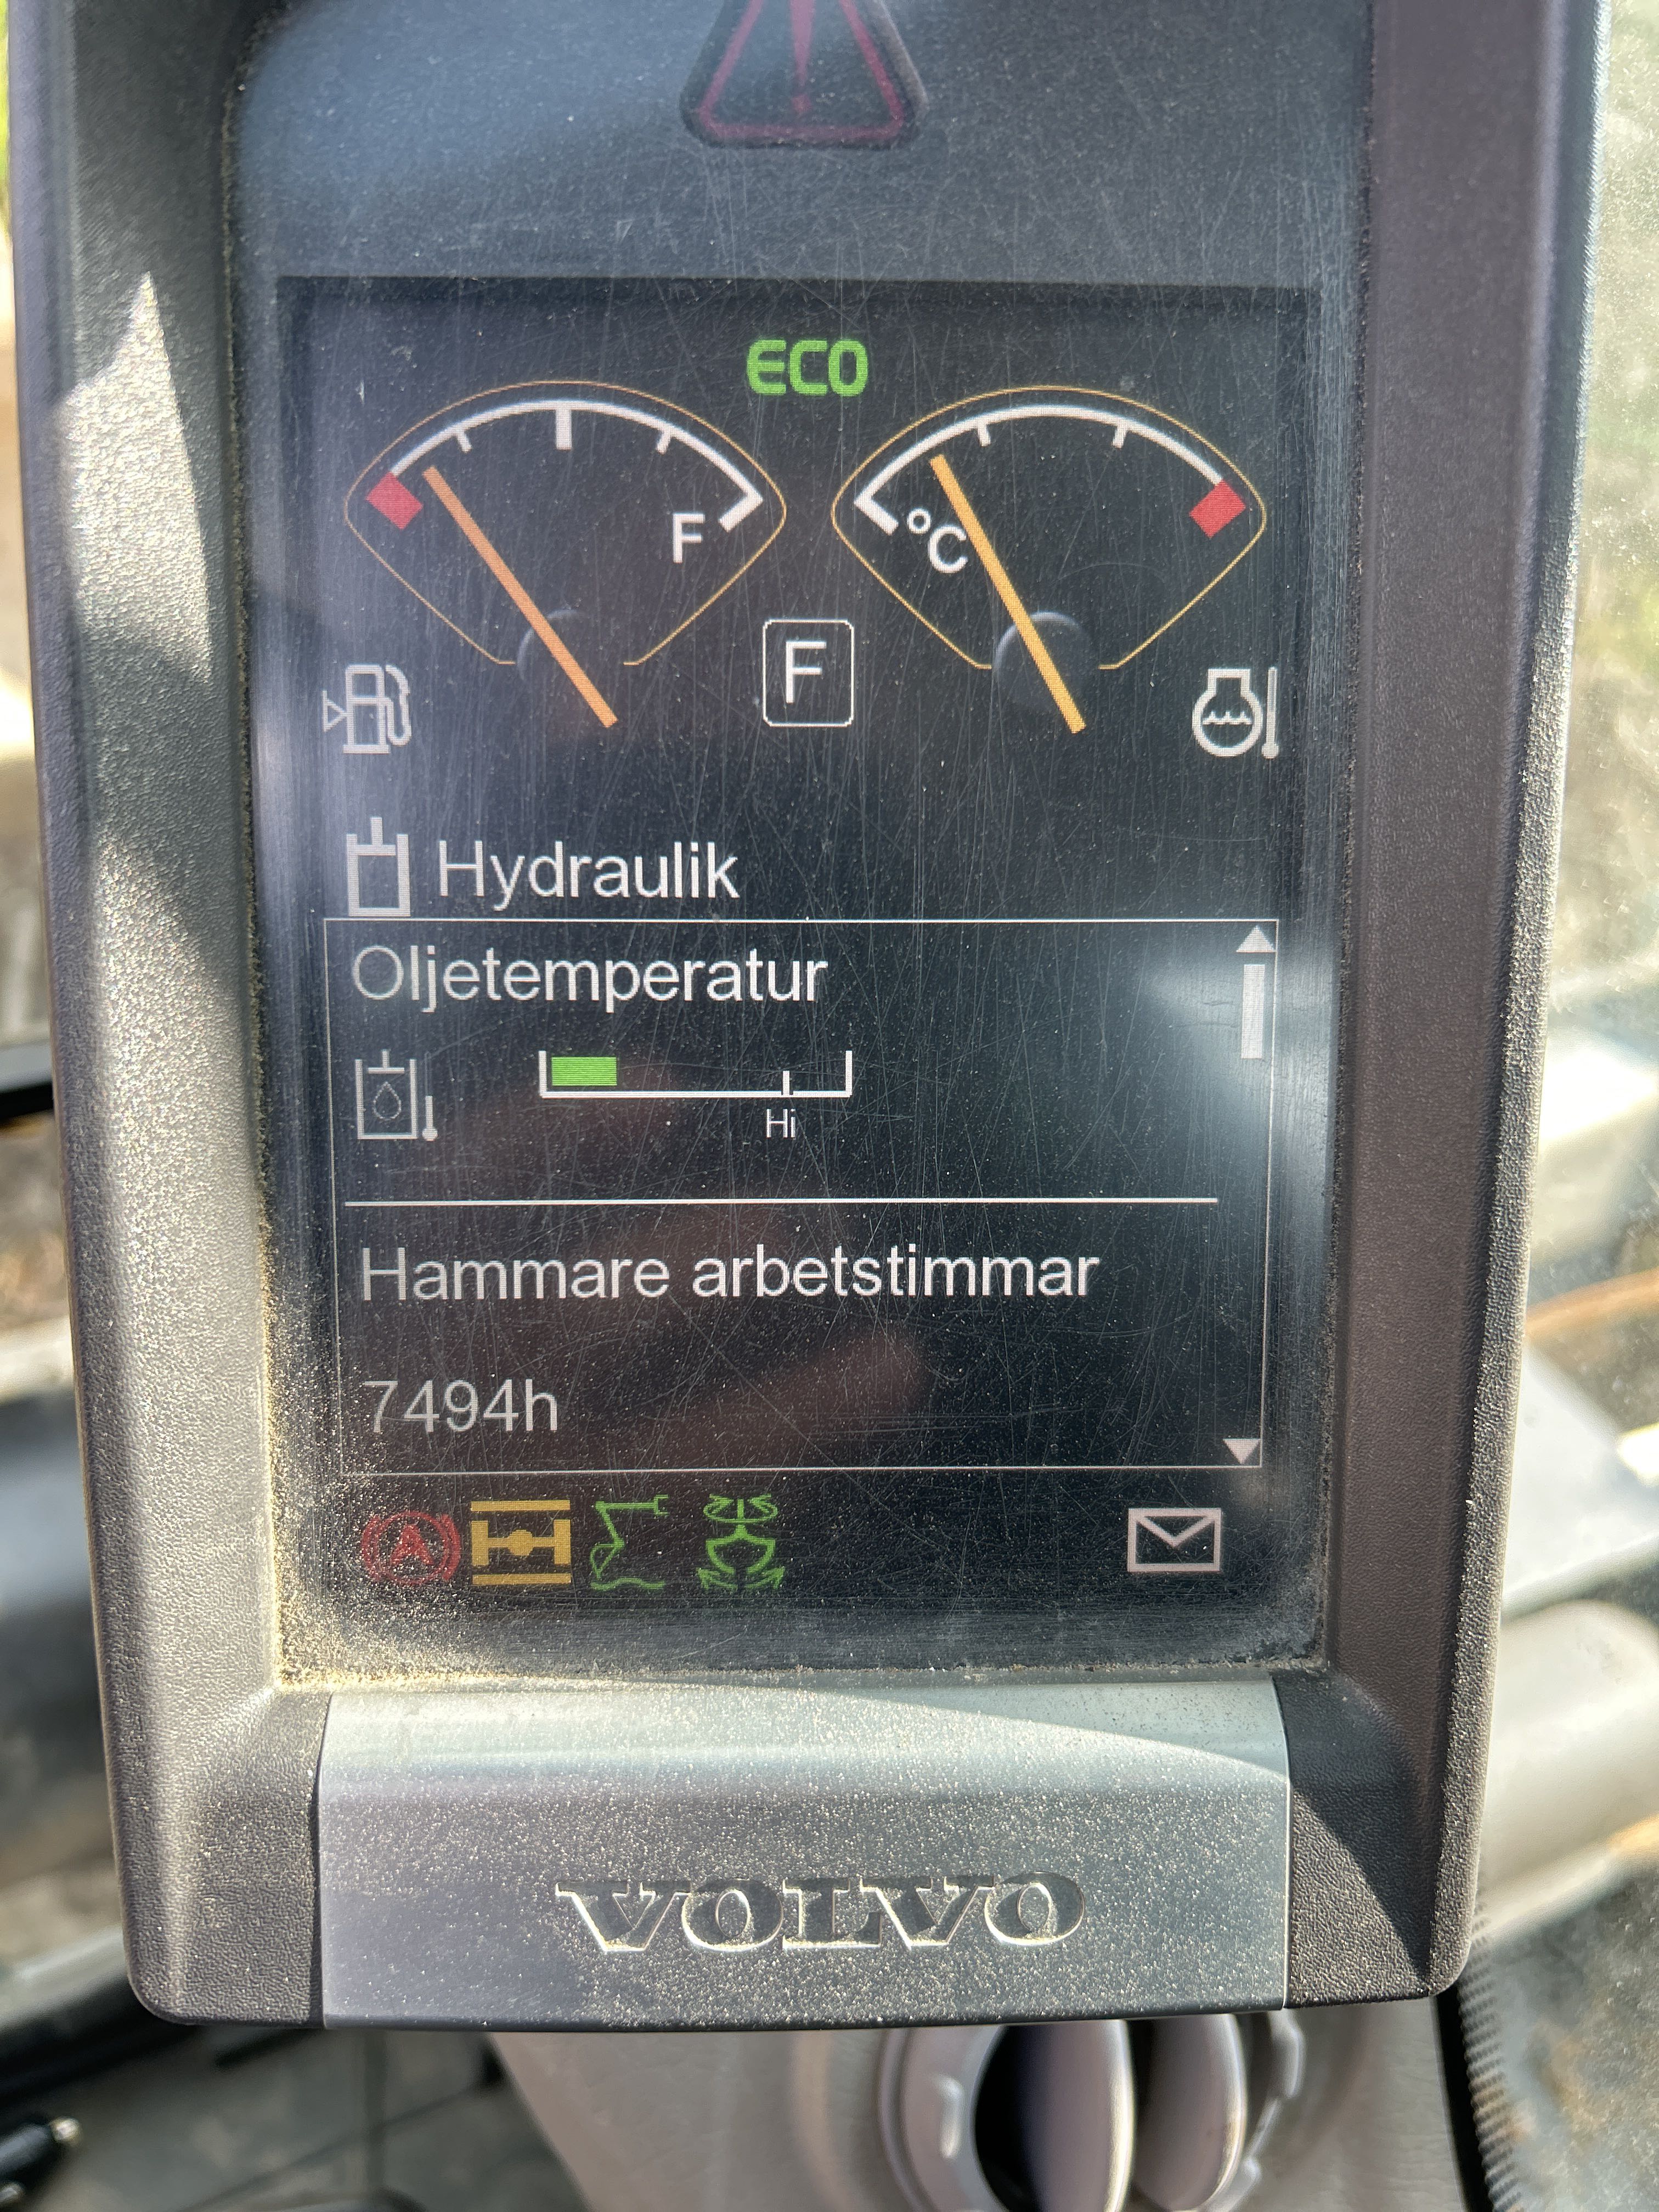 ECO
F
°C
F
Hydraulik
Oljetemperatur
Hi
Hammare arbetstimmar
7494h
A
VOLVO